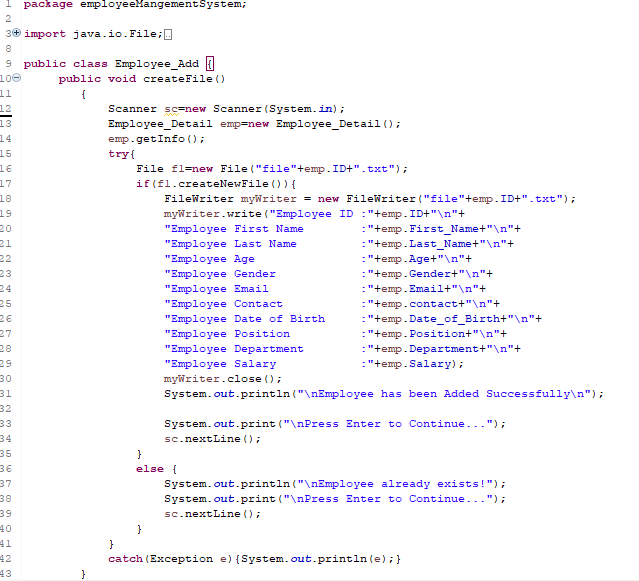 1 package employeeMangementSystem;
2
3 import java.io.File;
8
9 public class Employee_Add {
10 public void createFile()
11 {
12 Scanner sc=new Scanner(System.in);
13 Employee_Detail emp=new Employee_Detail();
14 emp.getInfo();
15 try{
16 File f1=new File("file"+emp.ID+".txt");
17 if(f1.createNewFile()){
18 FileWriter myWriter = new FileWriter("file"+emp.ID+".txt");
19 myWriter.write("Employee ID :"+emp.ID+"\n"+
20 "Employee First Name :"+emp.First_Name+"\n"+
21 "Employee Last Name :"+emp.Last_Name+"\n"+
22 "Employee Age :"+emp.Age+"\n"+
23 "Employee Gender :"+emp.Gender+"\n"+
24 "Employee Email :"+emp.Email+"\n"+
25 "Employee Contact :"+emp.contact+"\n"+
26 "Employee Date of Birth :"+emp.Date_of_Birth+"\n"+
27 "Employee Position :"+emp.Position+"\n"+
28 "Employee Department :"+emp.Department+"\n"+
29 "Employee Salary :"+emp.Salary);
30 myWriter.close();
31 System.out.println("\nEmployee has been Added Successfully\n");
32
33 System.out.print("\nPress Enter to Continue...");
34 sc.nextLine();
35 }
36 else {
37 System.out.println("\nEmployee already exists!");
38 System.out.print("\nPress Enter to Continue...");
39 sc.nextLine();
40 }
41 }
42 catch(Exception e){System.out.println(e);}
43 }